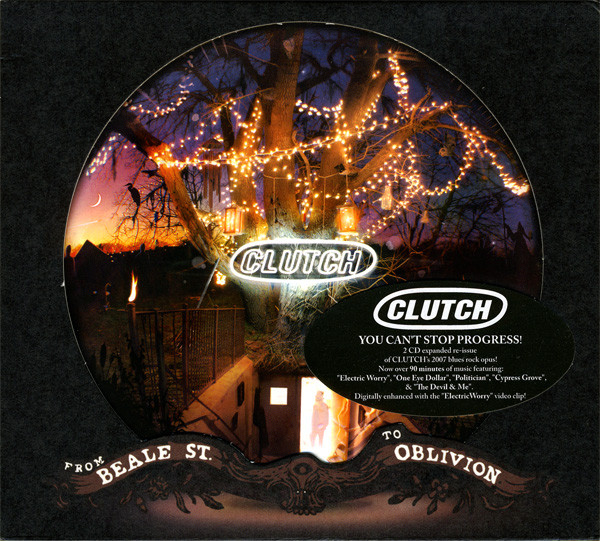 CLUTCH
CLUTCH
YOU CAN'T STOP PROGRESS!
2 CD expanded re-issue
of CLUTCH's 2007 blues rock opus!
Now over 90 minutes of music featuring:
"Electric Worry", "One Eye Dollar", "Politician", "Cypress Grove",
& "The Devil & Me".
Digitally enhanced with the "ElectricWorry" video clip!
FROM BEALE ST. TO OBLIVION